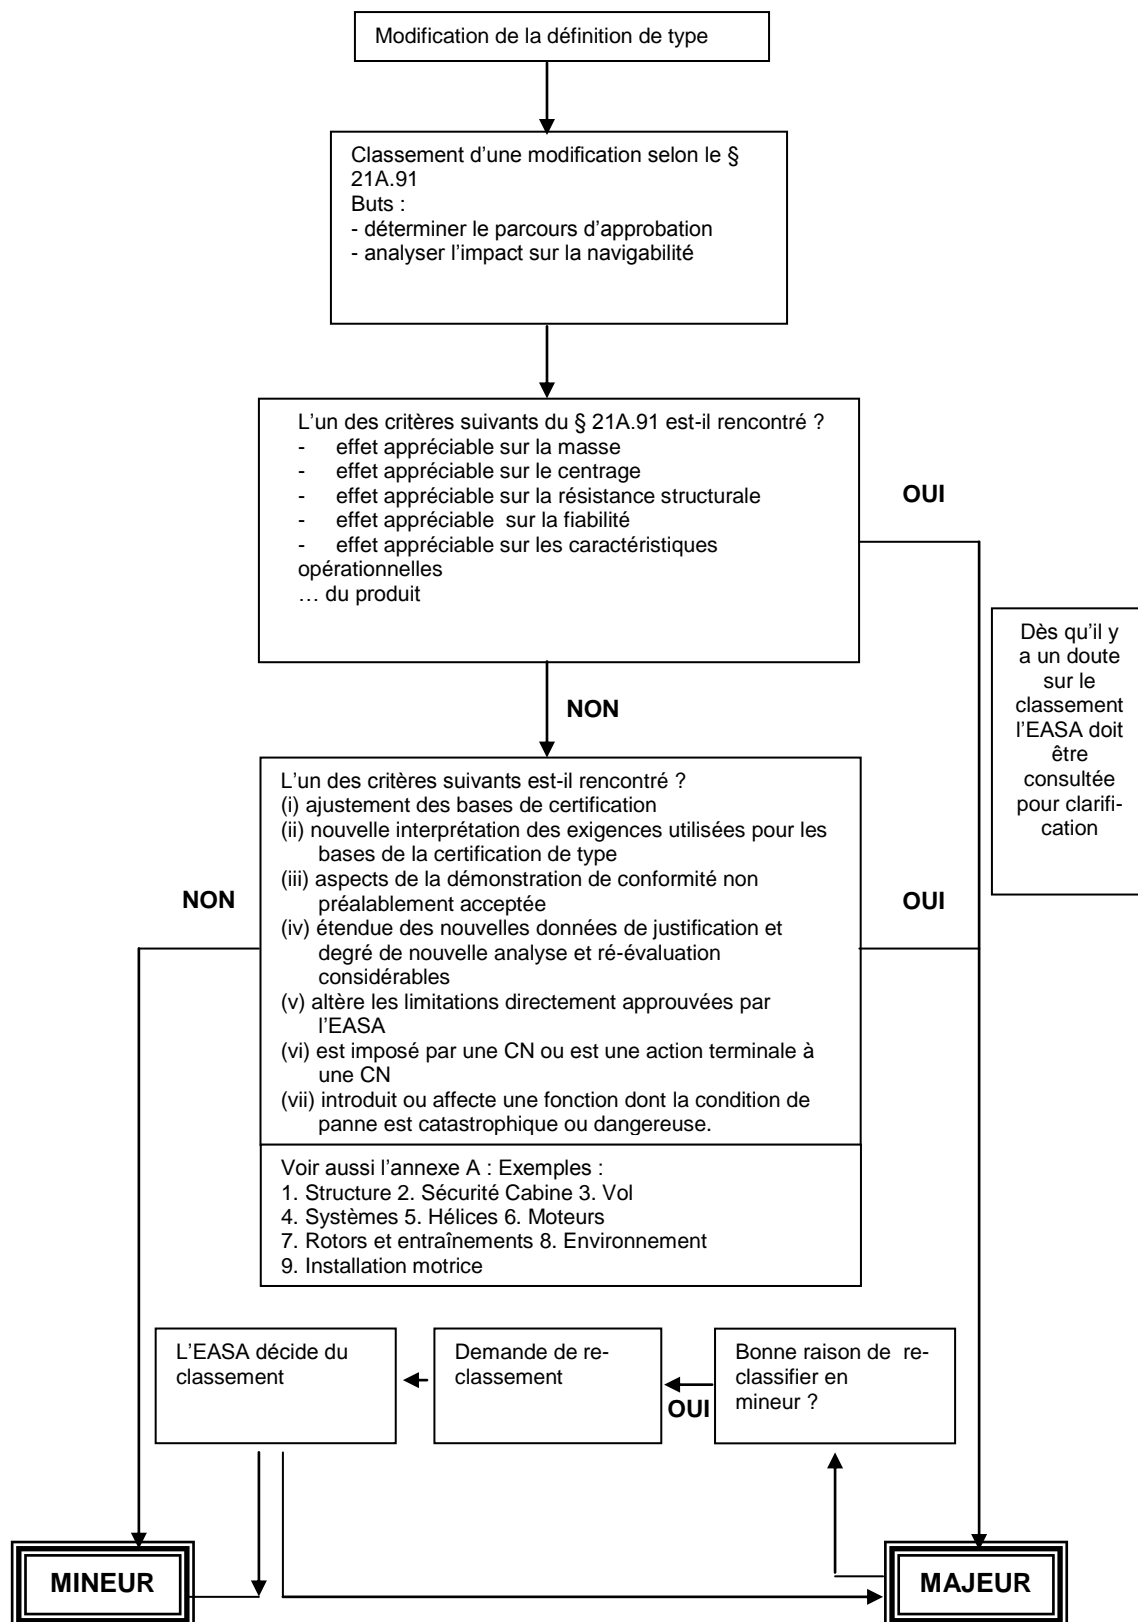 Modification de la définition de type
Classement d'une modification selon le §
21A.91
Buts :
- déterminer le parcours d'approbation
- analyser l'impact sur la navigabilité
L'un des critères suivants du § 21A.91 est-il rencontré ?
- effet appréciable sur la masse
- effet appréciable sur le centrage
- effet appréciable sur la résistance structurale
- effet appréciable sur la fiabilité
- effet appréciable sur les caractéristiques
opérationnelles
… du produit
OUI
Dès qu'il y
a un doute
sur le
classement
l'EASA doit
être
consultée
pour clarifi-
cation
NON
L'un des critères suivants est-il rencontré ?
(i) ajustement des bases de certification
(ii) nouvelle interprétation des exigences utilisées pour les
bases de la certification de type
(iii) aspects de la démonstration de conformité non
préalablement acceptée
(iv) étendue des nouvelles données de justification et
degré de nouvelle analyse et ré-évaluation
considérables
(v) altère les limitations directement approuvées par
l'EASA
(vi) est imposé par une CN ou est une action terminale à
une CN
(vii) introduit ou affecte une fonction dont la condition de
panne est catastrophique ou dangereuse.
NON
OUI
Voir aussi l'annexe A : Exemples :
1. Structure 2. Sécurité Cabine 3. Vol
4. Systèmes 5. Hélices 6. Moteurs
7. Rotors et entraînements 8. Environnement
9. Installation motrice
L'EASA décide du
classement
Demande de re-
classement
OUI
Bonne raison de re-
classifier en
mineur ?
MINEUR
MAJEUR